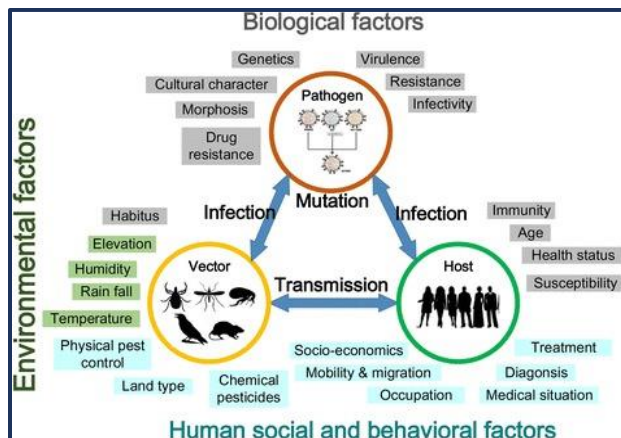 Biological factors
Genetics
Virulence
Cultural character
Resistance
Morphosis
Infectivity
Drug
resistance
Pathogen
Mutation
Infection
Infection
Environmental factors
Habitus
Elevation
Humidity
Rain fall
Temperature
Vector
Transmission
Host
Immunity
Age
Health status
Susceptibility
Physical pest
control
Land type
Chemical
pesticides
Socio-economics
Mobility & migration
Occupation
Treatment
Diagonsis
Medical situation
Human social and behavioral factors